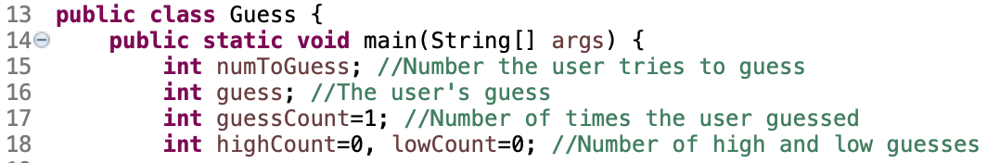 13 public class Guess {
14 public static void main(String[] args) {
15 int numToGuess; //Number the user tries to guess
16 int guess; //The user's guess
17 int guessCount=1; //Number of times the user guessed
18 int highCount=0, lowCount=0; //Number of high and low guesses